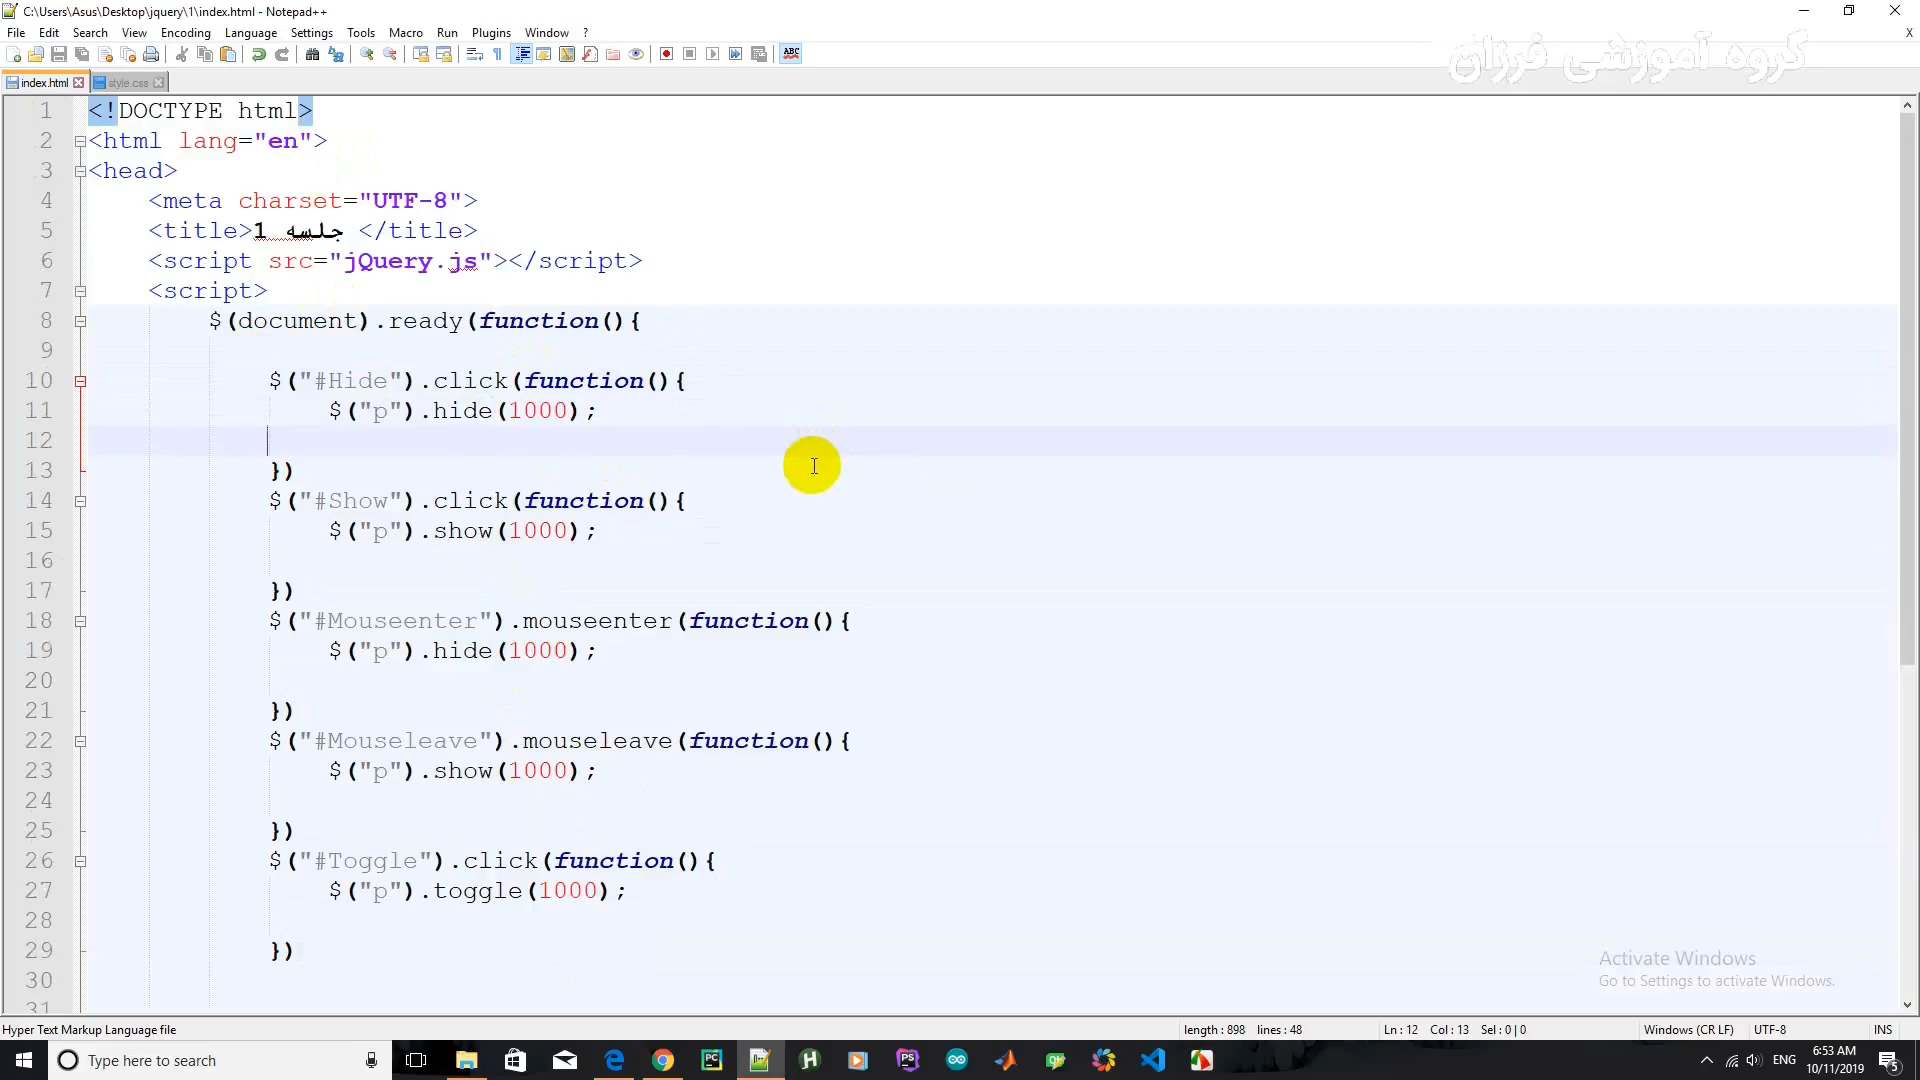 C:\Users\Asus\Desktop\jquery\1\index.html - Notepad++
File Edit Search View Encoding Language Settings Tools Macro Run Plugins Window ? X
ABC
گروه آموزشی فرزان
index.html style.css
1 <!DOCTYPE html>
2 <html lang="en">
3 <head>
4 <meta charset="UTF-8">
5 <title>جلسه 1 </title>
6 <script src="jQuery.js"></script>
7 <script>
8 $(document).ready(function(){
9
10 $("#Hide").click(function(){
11 $("p").hide(1000);
12
13 })
14 $("#Show").click(function(){
15 $("p").show(1000);
16
17 })
18 $("#Mouseenter").mouseenter(function(){
19 $("p").hide(1000);
20
21 })
22 $("#Mouseleave").mouseleave(function(){
23 $("p").show(1000);
24
25 })
26 $("#Toggle").click(function(){
27 $("p").toggle(1000);
28
29 })
30
31
Activate Windows
Go to Settings to activate Windows.
Hyper Text Markup Language file length : 898 lines : 48 Ln : 12 Col : 13 Sel : 0 | 0 Windows (CR LF) UTF-8 INS
Type here to search ENG 6:53 AM
10/11/2019 5